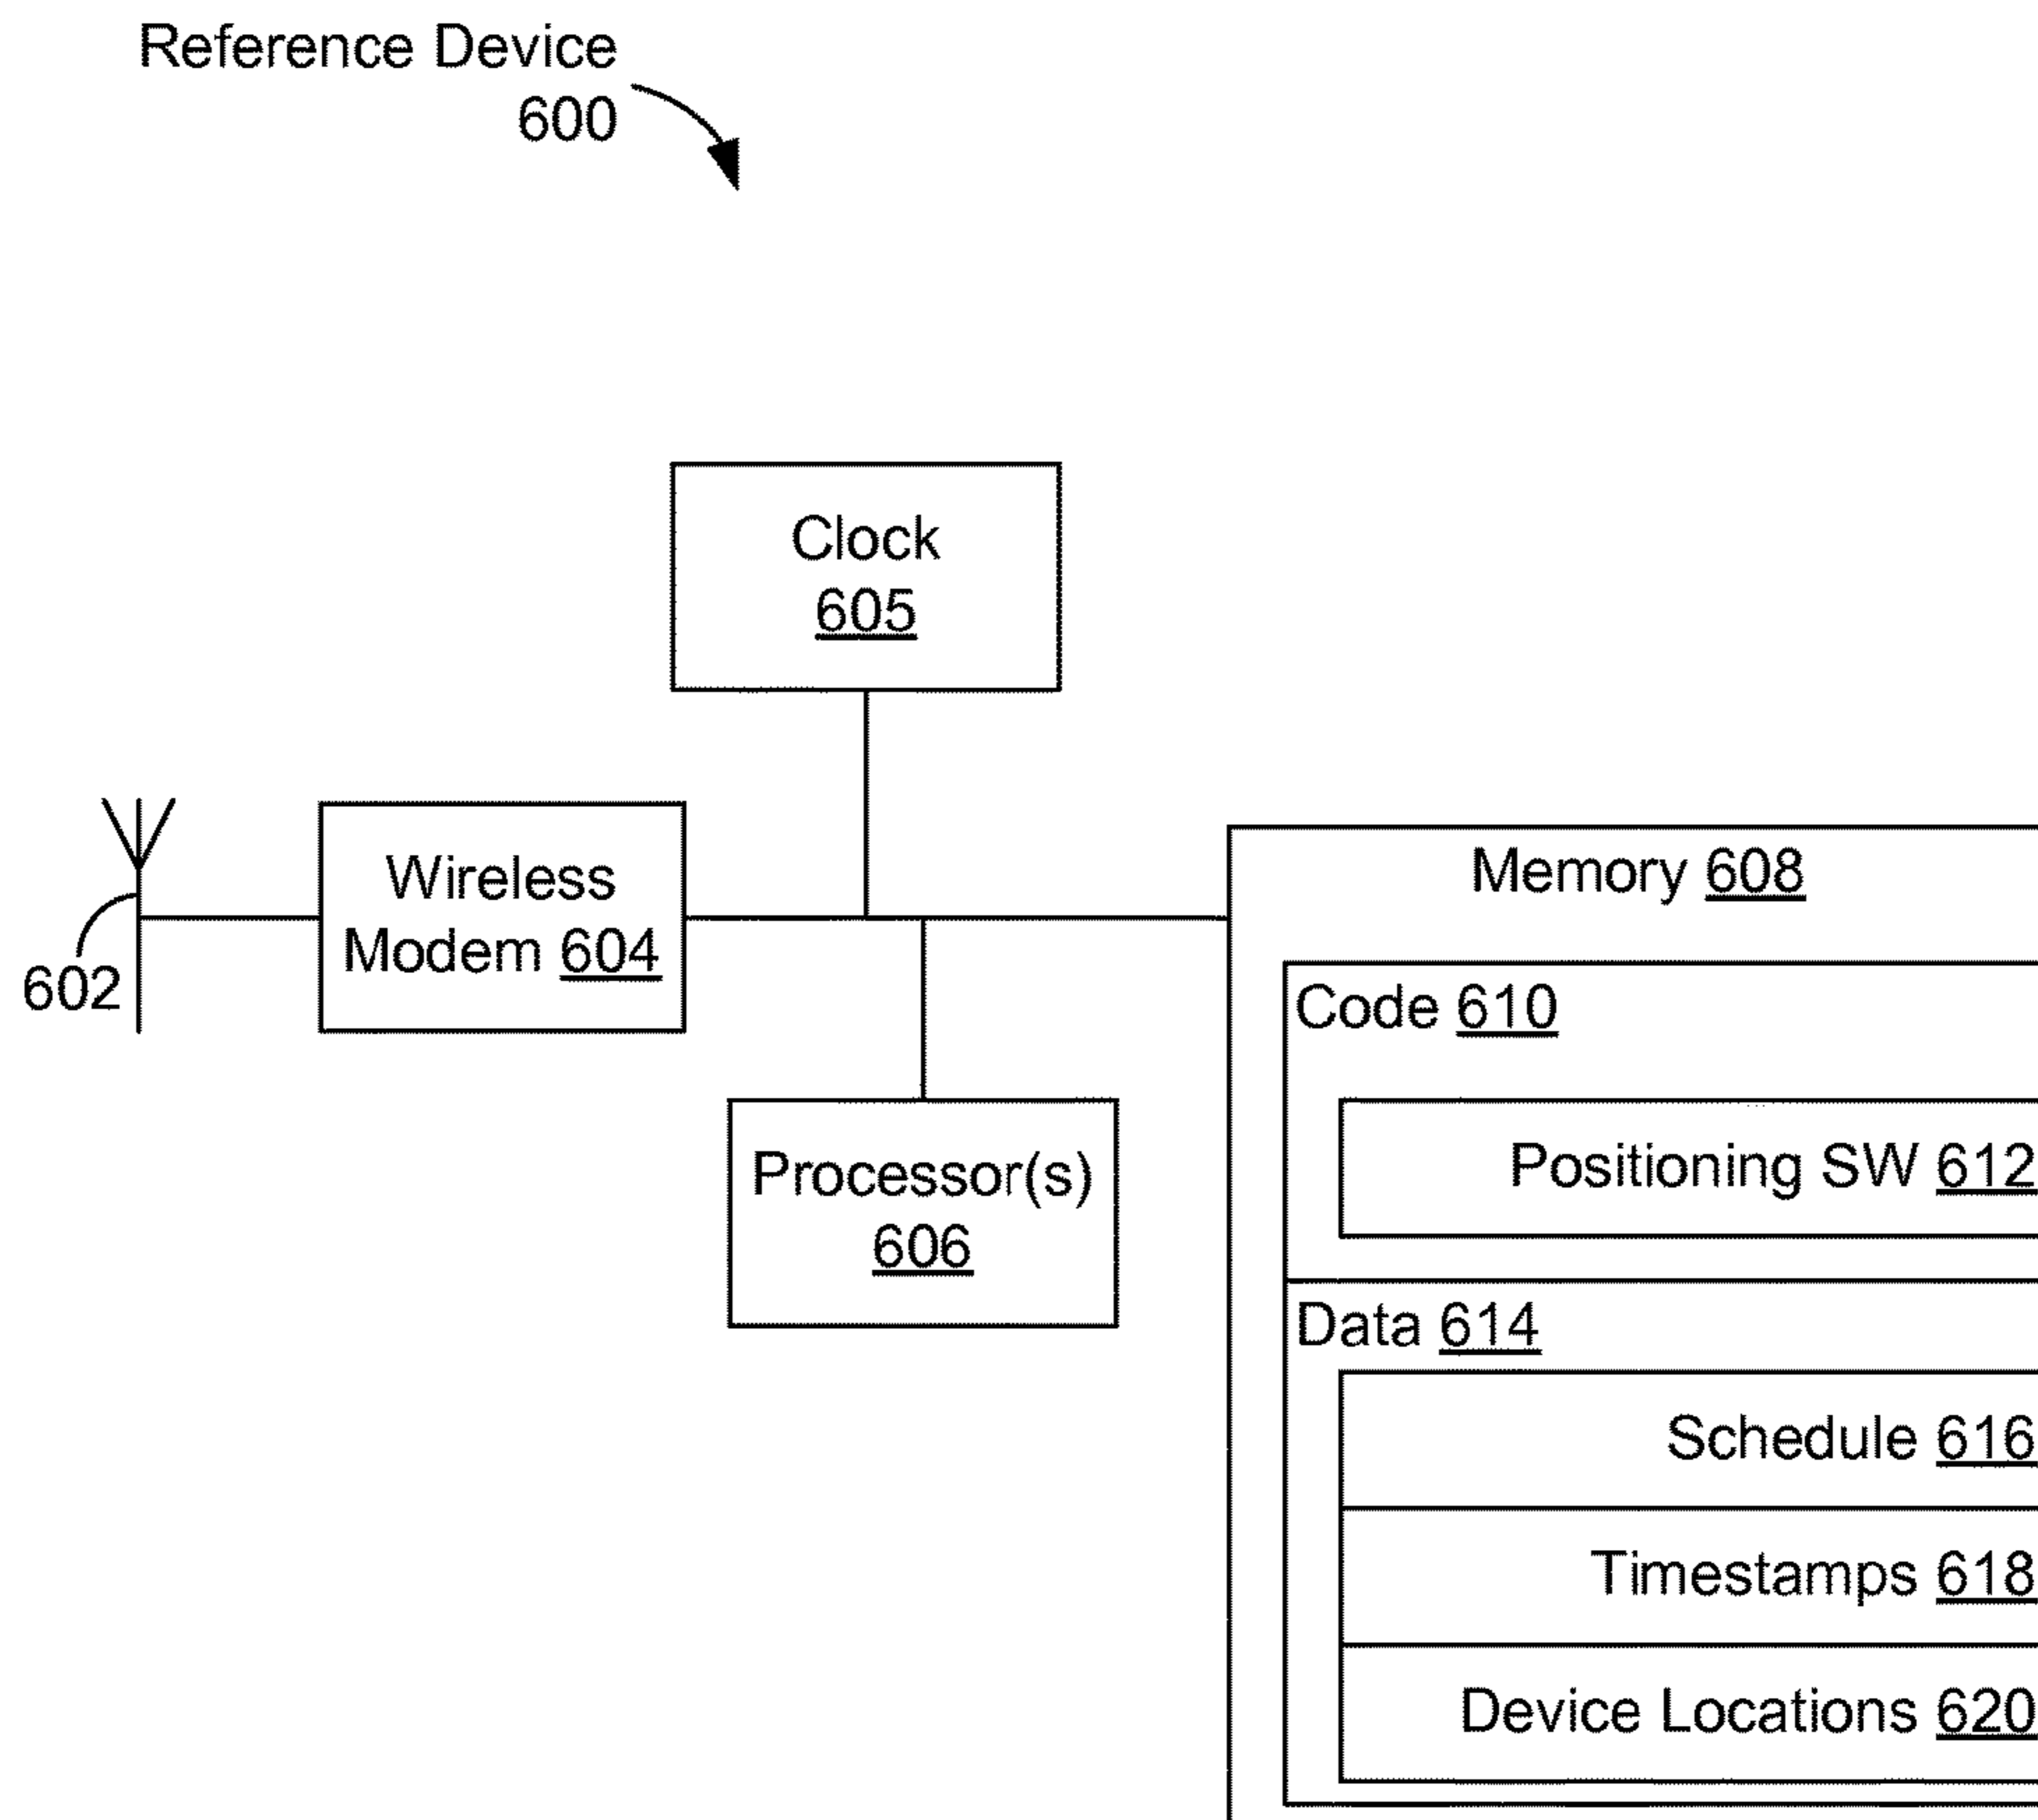 Reference Device
600
Clock
605
Wireless
Modem 604
602
Processor(s)
606
Memory 608
Code 610
Positioning SW 612
Data 614
Schedule 616
Timestamps 618
Device Locations 620